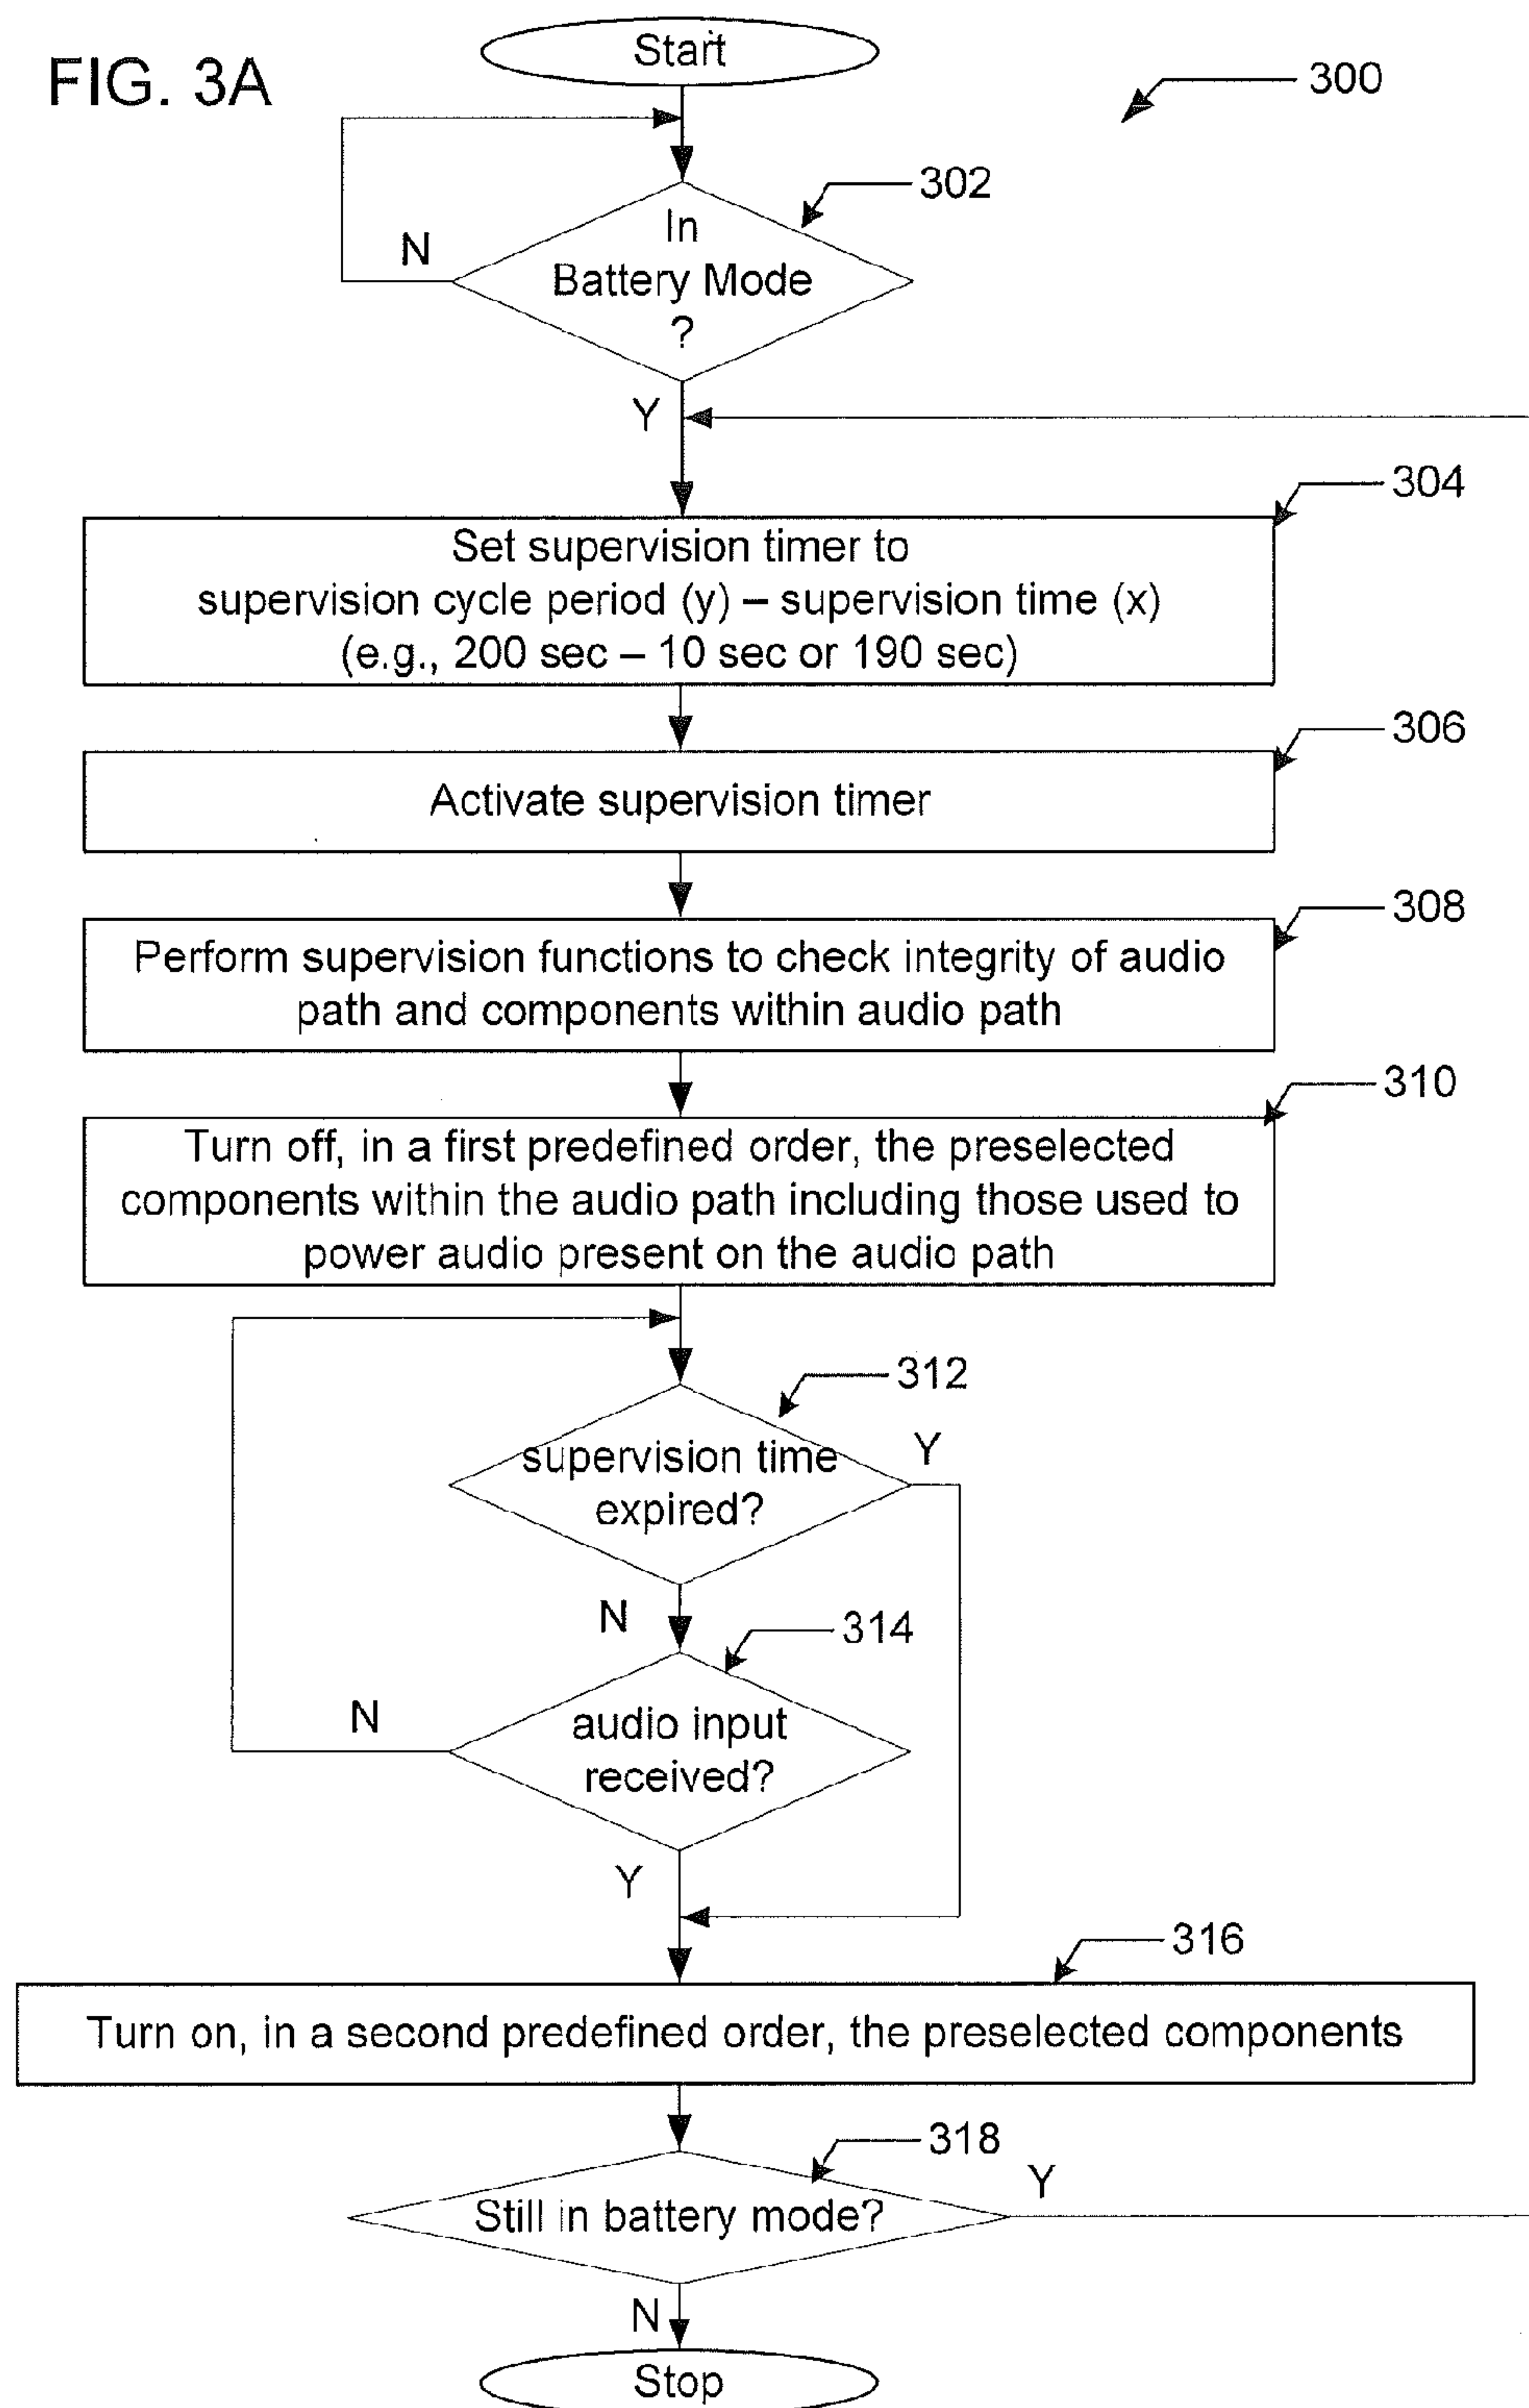 Start
FIG. 3A
300
302
In
Battery Mode
?
N
Y
304
Set supervision timer to
supervision cycle period (y) – supervision time (x)
(e.g., 200 sec – 10 sec or 190 sec)
306
Activate supervision timer
308
Perform supervision functions to check integrity of audio
path and components within audio path
310
Turn off, in a first predefined order, the preselected
components within the audio path including those used to
power audio present on the audio path
312
supervision time
expired?
Y
N
314
audio input
received?
N
Y
316
Turn on, in a second predefined order, the preselected components
318
Still in battery mode?
Y
N
Stop